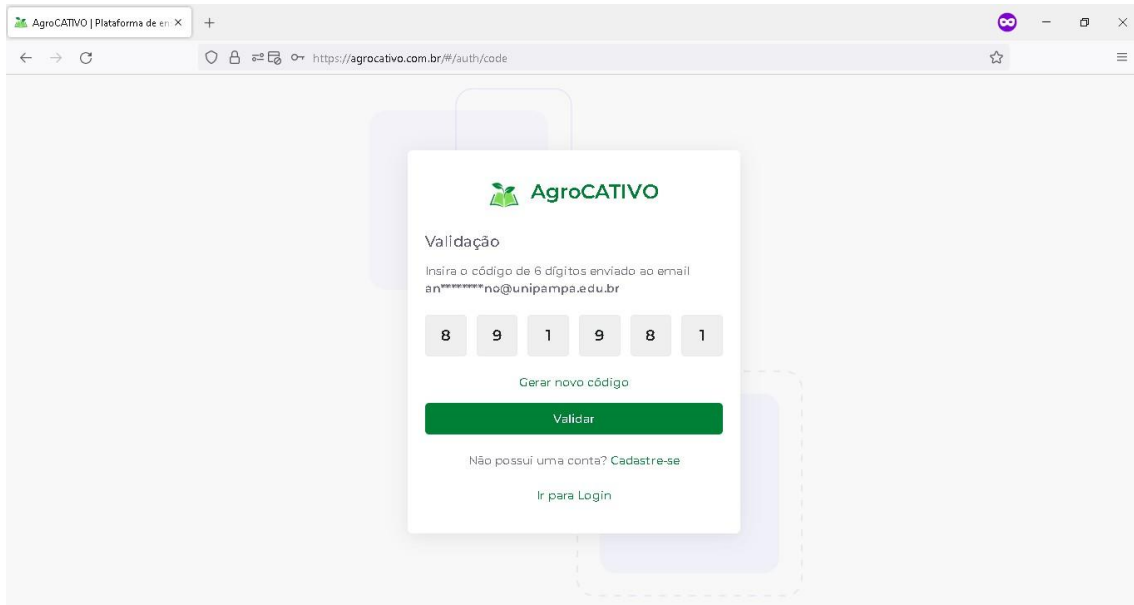 AgroCATIVO | Plataforma de en
https://agrocativo.com.br/#/auth/code
AgroCATIVO
Validação
Insira o código de 6 dígitos enviado ao email
an********no@unipampa.edu.br
8 9 1 9 8 1
Gerar novo código
Validar
Não possui uma conta? Cadastre-se
Ir para Login